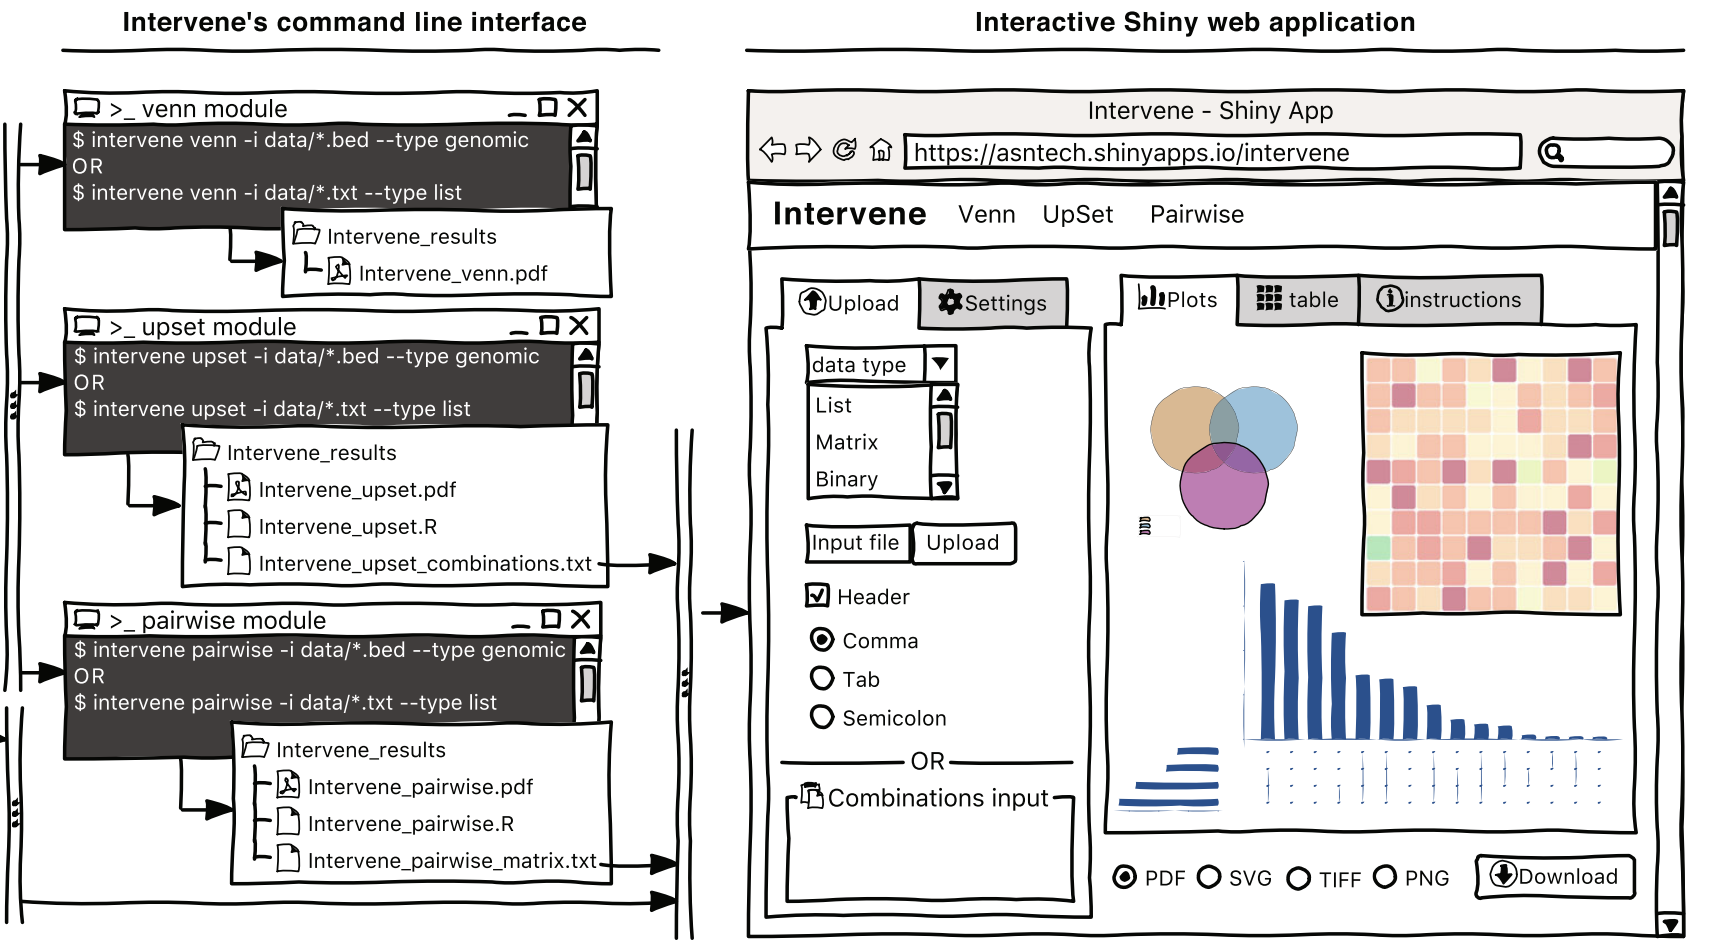 Intervene's command line interface
>_ venn module
$ intervene venn -i data/*.bed --type genomic
OR
$ intervene venn -i data/*.txt --type list
Intervene_results
Intervene_venn.pdf
>_ upset module
$ intervene upset -i data/*.bed --type genomic
OR
$ intervene upset -i data/*.txt --type list
Intervene_results
Intervene_upset.pdf
Intervene_upset.R
Intervene_upset_combinations.txt
>_ pairwise module
$ intervene pairwise -i data/*.bed --type genomic
OR
$ intervene pairwise -i data/*.txt --type list
Intervene_results
Intervene_pairwise.pdf
Intervene_pairwise.R
Intervene_pairwise_matrix.txt
Interactive Shiny web application
Intervene - Shiny App
https://asntech.shinyapps.io/intervene
Intervene Venn UpSet Pairwise
Upload Settings
data type
List
Matrix
Binary
Input file Upload
Header
Comma
Tab
Semicolon
OR
Combinations input
Plots table instructions
PDF SVG TIFF PNG Download